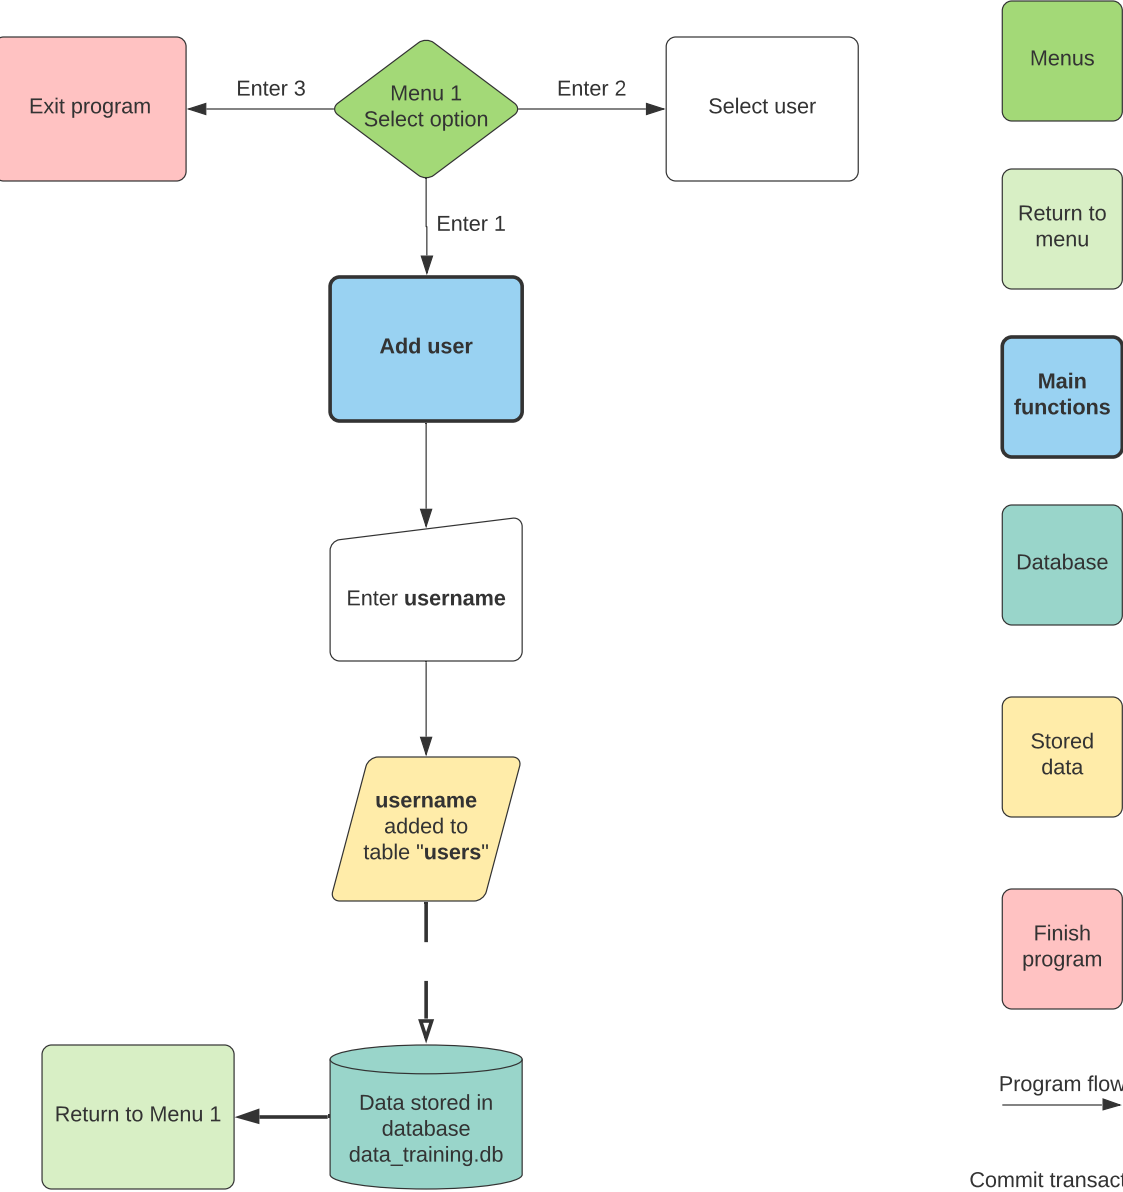 Exit program
Enter 3
Menu 1
Select option
Enter 2
Select user
Enter 1
Add user
Enter username
username
added to
table "users"
Data stored in
database
data_training.db
Return to Menu 1
Menus
Return to
menu
Main
functions
Database
Stored
data
Finish
program
Program flow
Commit transact